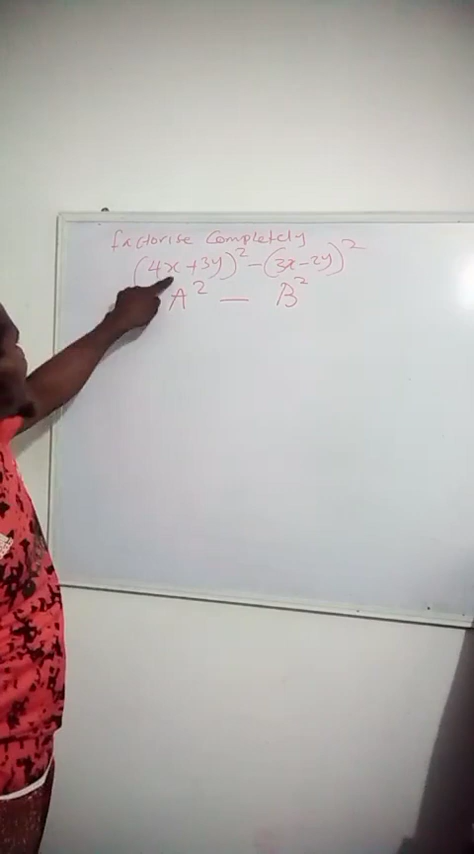 factorise Completely
(4x+3y)² - (3x-2y)²
A² - B²